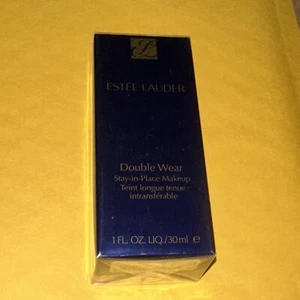 ESTĒE LAUDER
Double Wear
Stay-in-Place Makeup
Teint longue tenue
intransférable
1 FL. OZ. LIQ./30ml ℮